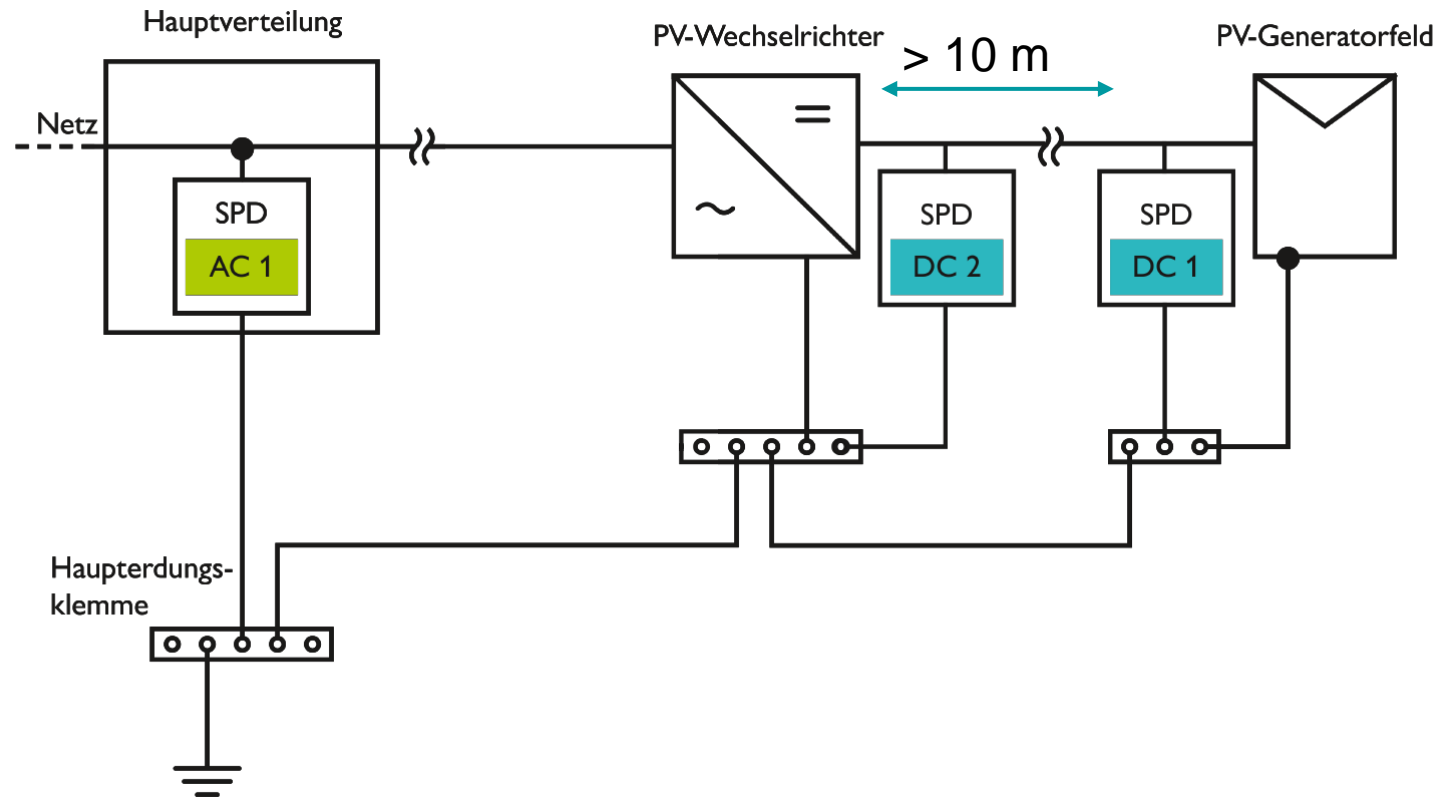 Hauptverteilung
PV-Wechselrichter
> 10 m
PV-Generatorfeld
Netz
SPD
AC 1
SPD
DC 2
SPD
DC 1
Haupterdungs-
klemme